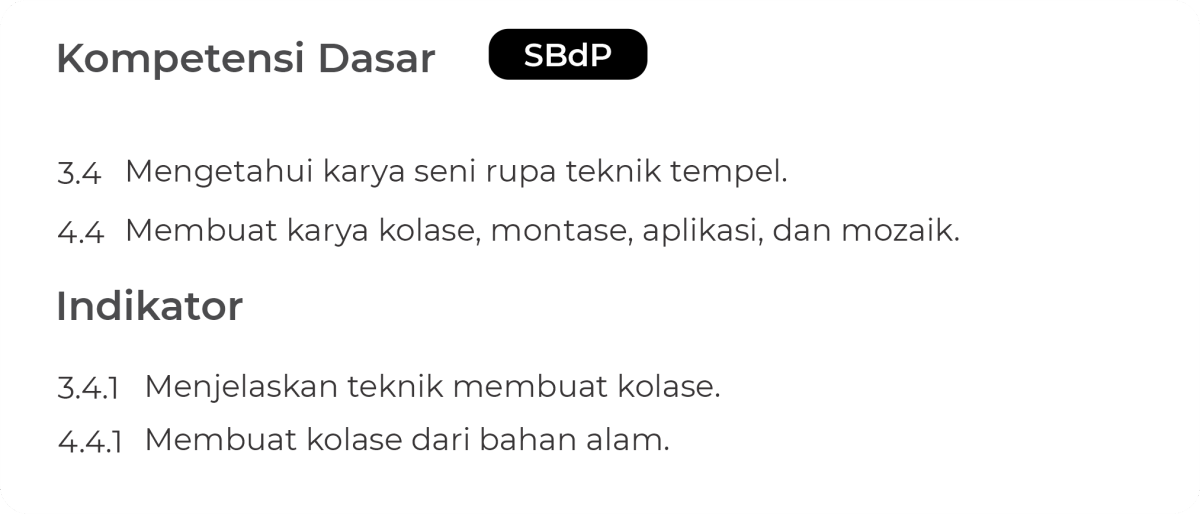 Kompetensi Dasar SBdP
3.4 Mengetahui karya seni rupa teknik tempel.
4.4 Membuat karya kolase, montase, aplikasi, dan mozaik.
Indikator
3.4.1 Menjelaskan teknik membuat kolase.
4.4.1 Membuat kolase dari bahan alam.